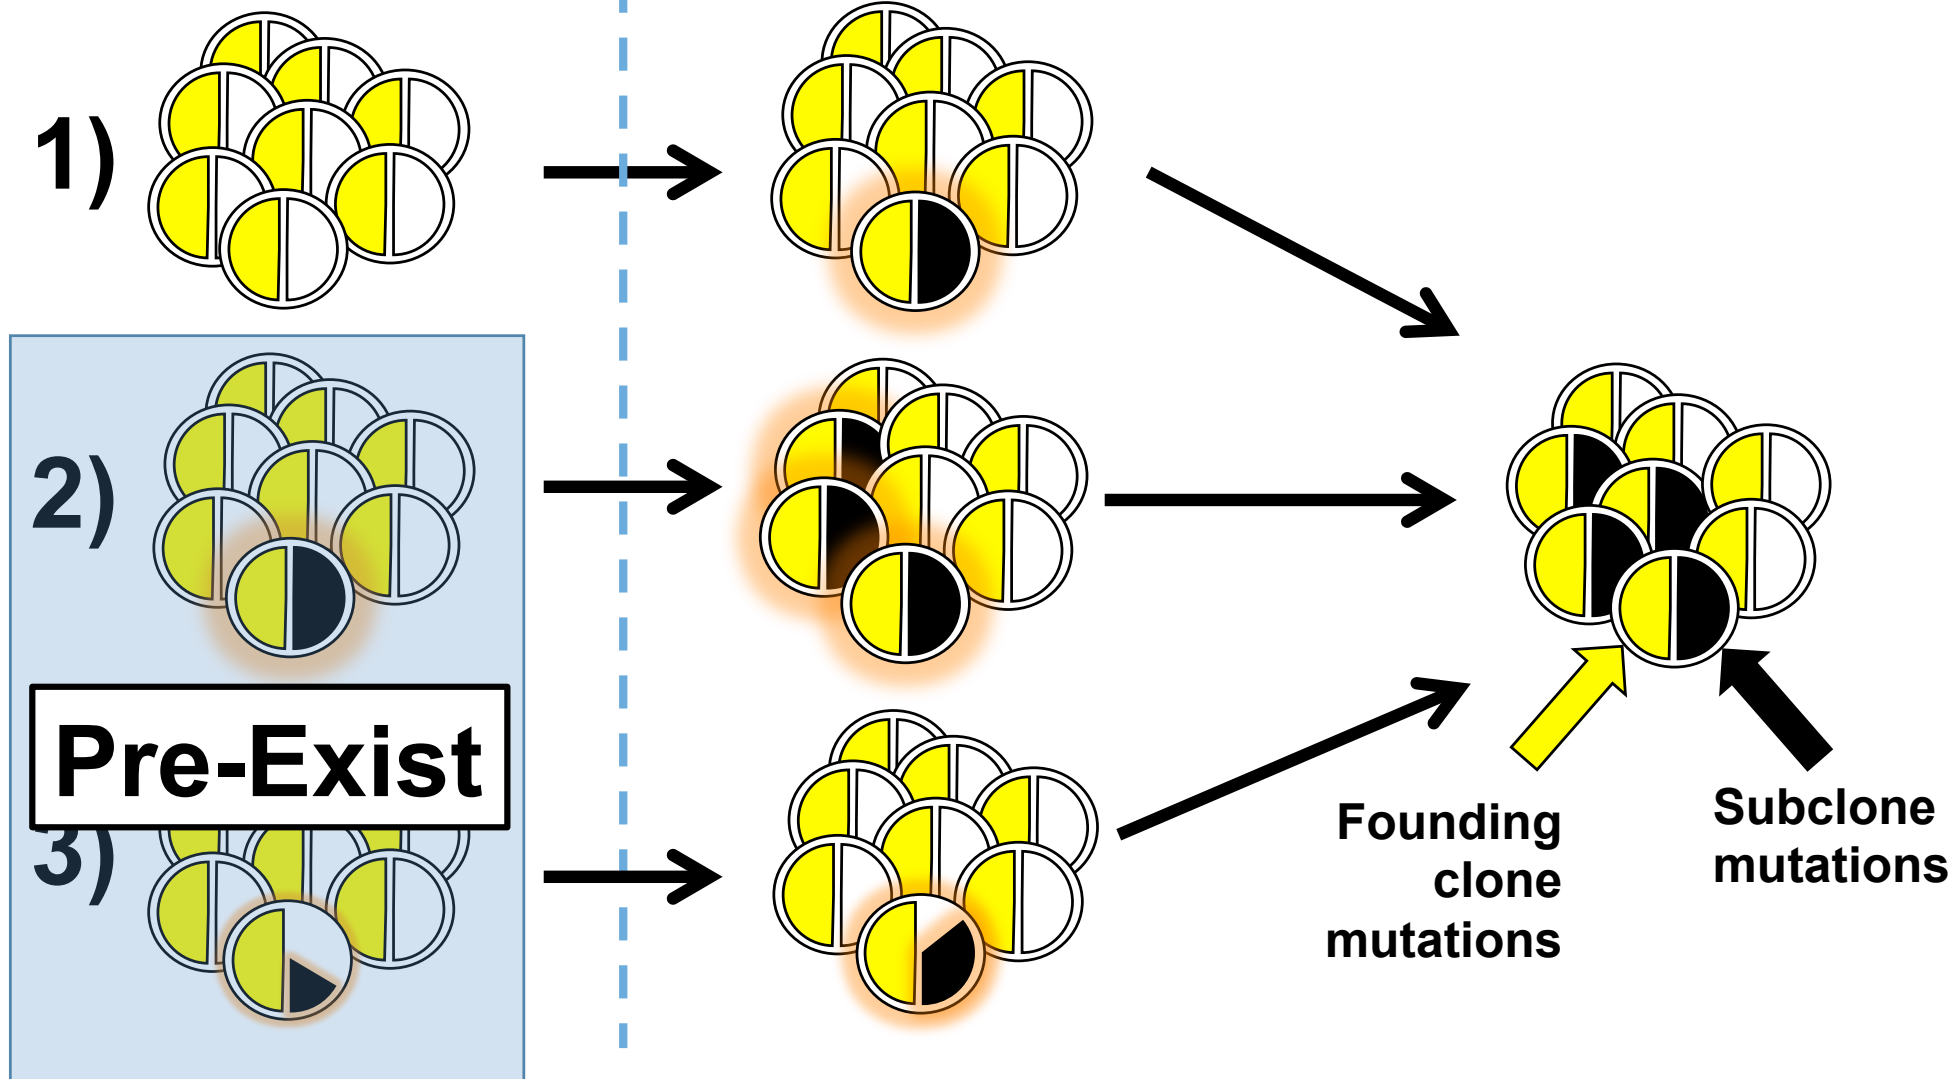 1)
2)
Pre-Exist
3)
Founding
clone
mutations
Subclone
mutations